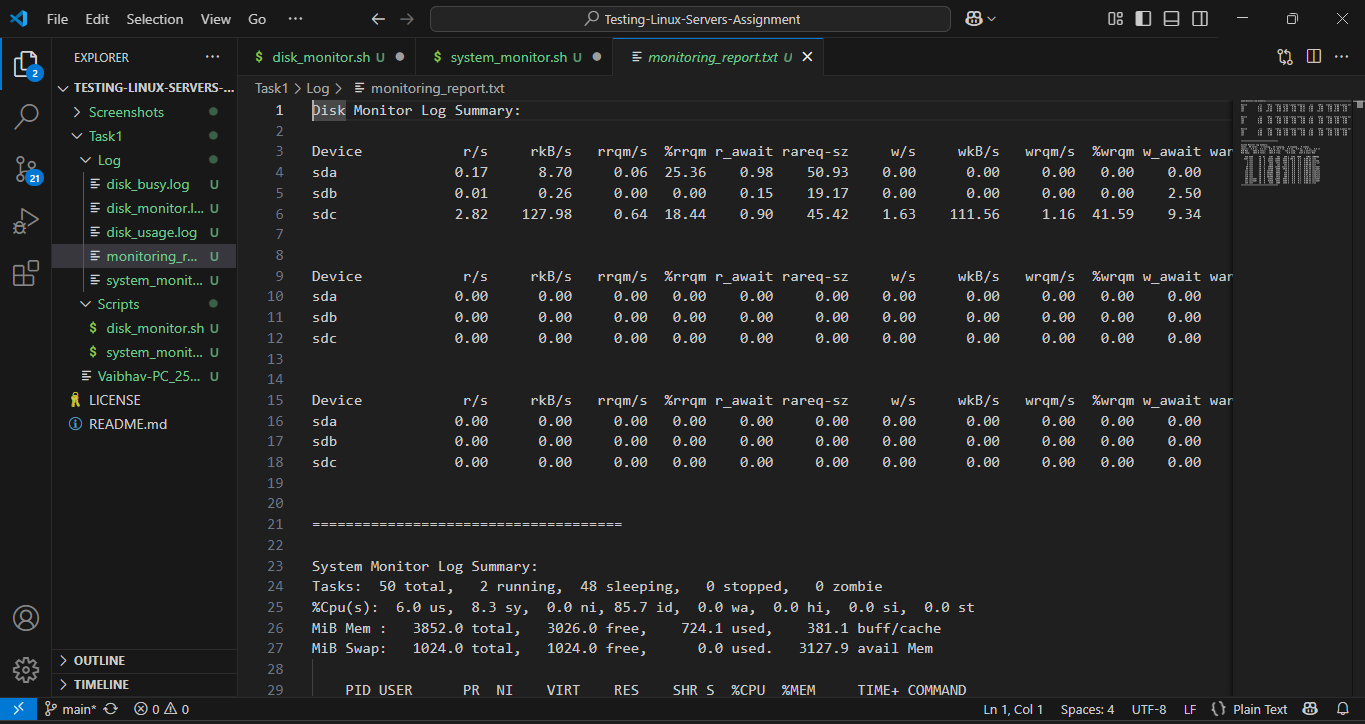 File Edit Selection View Go ··· Testing-Linux-Servers-Assignment
EXPLORER ···
TESTING-LINUX-SERVERS-...
Screenshots
Task1
Log
disk_busy.log U
disk_monitor.l... U
disk_usage.log U
monitoring_r... U
system_monit... U
Scripts
disk_monitor.sh U
system_monit... U
Vaibhav-PC_25... U
LICENSE
README.md
OUTLINE
TIMELINE
2
21
$ disk_monitor.sh U ● $ system_monitor.sh U ● monitoring_report.txt U
Task1 > Log > monitoring_report.txt
1 Disk Monitor Log Summary:
2
3 Device r/s rkB/s rrqm/s %rrqm r_await rareq-sz w/s wkB/s wrqm/s %wrqm w_await war
4 sda 0.17 8.70 0.06 25.36 0.98 50.93 0.00 0.00 0.00 0.00 0.00
5 sdb 0.01 0.26 0.00 0.00 0.15 19.17 0.00 0.00 0.00 0.00 2.50
6 sdc 2.82 127.98 0.64 18.44 0.90 45.42 1.63 111.56 1.16 41.59 9.34
7
8
9 Device r/s rkB/s rrqm/s %rrqm r_await rareq-sz w/s wkB/s wrqm/s %wrqm w_await war
10 sda 0.00 0.00 0.00 0.00 0.00 0.00 0.00 0.00 0.00 0.00 0.00
11 sdb 0.00 0.00 0.00 0.00 0.00 0.00 0.00 0.00 0.00 0.00 0.00
12 sdc 0.00 0.00 0.00 0.00 0.00 0.00 0.00 0.00 0.00 0.00 0.00
13
14
15 Device r/s rkB/s rrqm/s %rrqm r_await rareq-sz w/s wkB/s wrqm/s %wrqm w_await war
16 sda 0.00 0.00 0.00 0.00 0.00 0.00 0.00 0.00 0.00 0.00 0.00
17 sdb 0.00 0.00 0.00 0.00 0.00 0.00 0.00 0.00 0.00 0.00 0.00
18 sdc 0.00 0.00 0.00 0.00 0.00 0.00 0.00 0.00 0.00 0.00 0.00
19
20
21 =====================================
22
23 System Monitor Log Summary:
24 Tasks: 50 total, 2 running, 48 sleeping, 0 stopped, 0 zombie
25 %Cpu(s): 6.0 us, 8.3 sy, 0.0 ni, 85.7 id, 0.0 wa, 0.0 hi, 0.0 si, 0.0 st
26 MiB Mem : 3852.0 total, 3026.0 free, 724.1 used, 381.1 buff/cache
27 MiB Swap: 1024.0 total, 1024.0 free, 0.0 used. 3127.9 avail Mem
28
29 PID USER PR NI VIRT RES SHR S %CPU %MEM TIME+ COMMAND
main* 0 0 Ln 1, Col 1 Spaces: 4 UTF-8 LF {} Plain Text